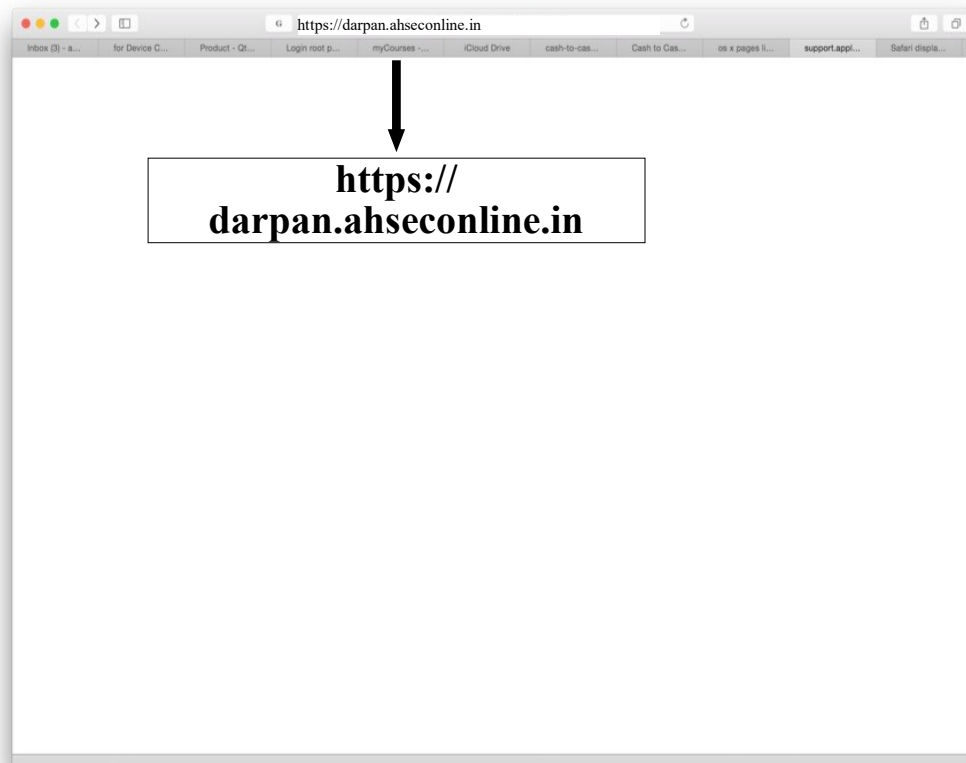 G https://darpan.ahseconline.in
Inbox (3) - a... for Device C... Product - Qt... Login root p... myCourses -... iCloud Drive cash-to-cas... Cash to Cas... os x pages li... support.appl... Safari displa...
https://
darpan.ahseconline.in